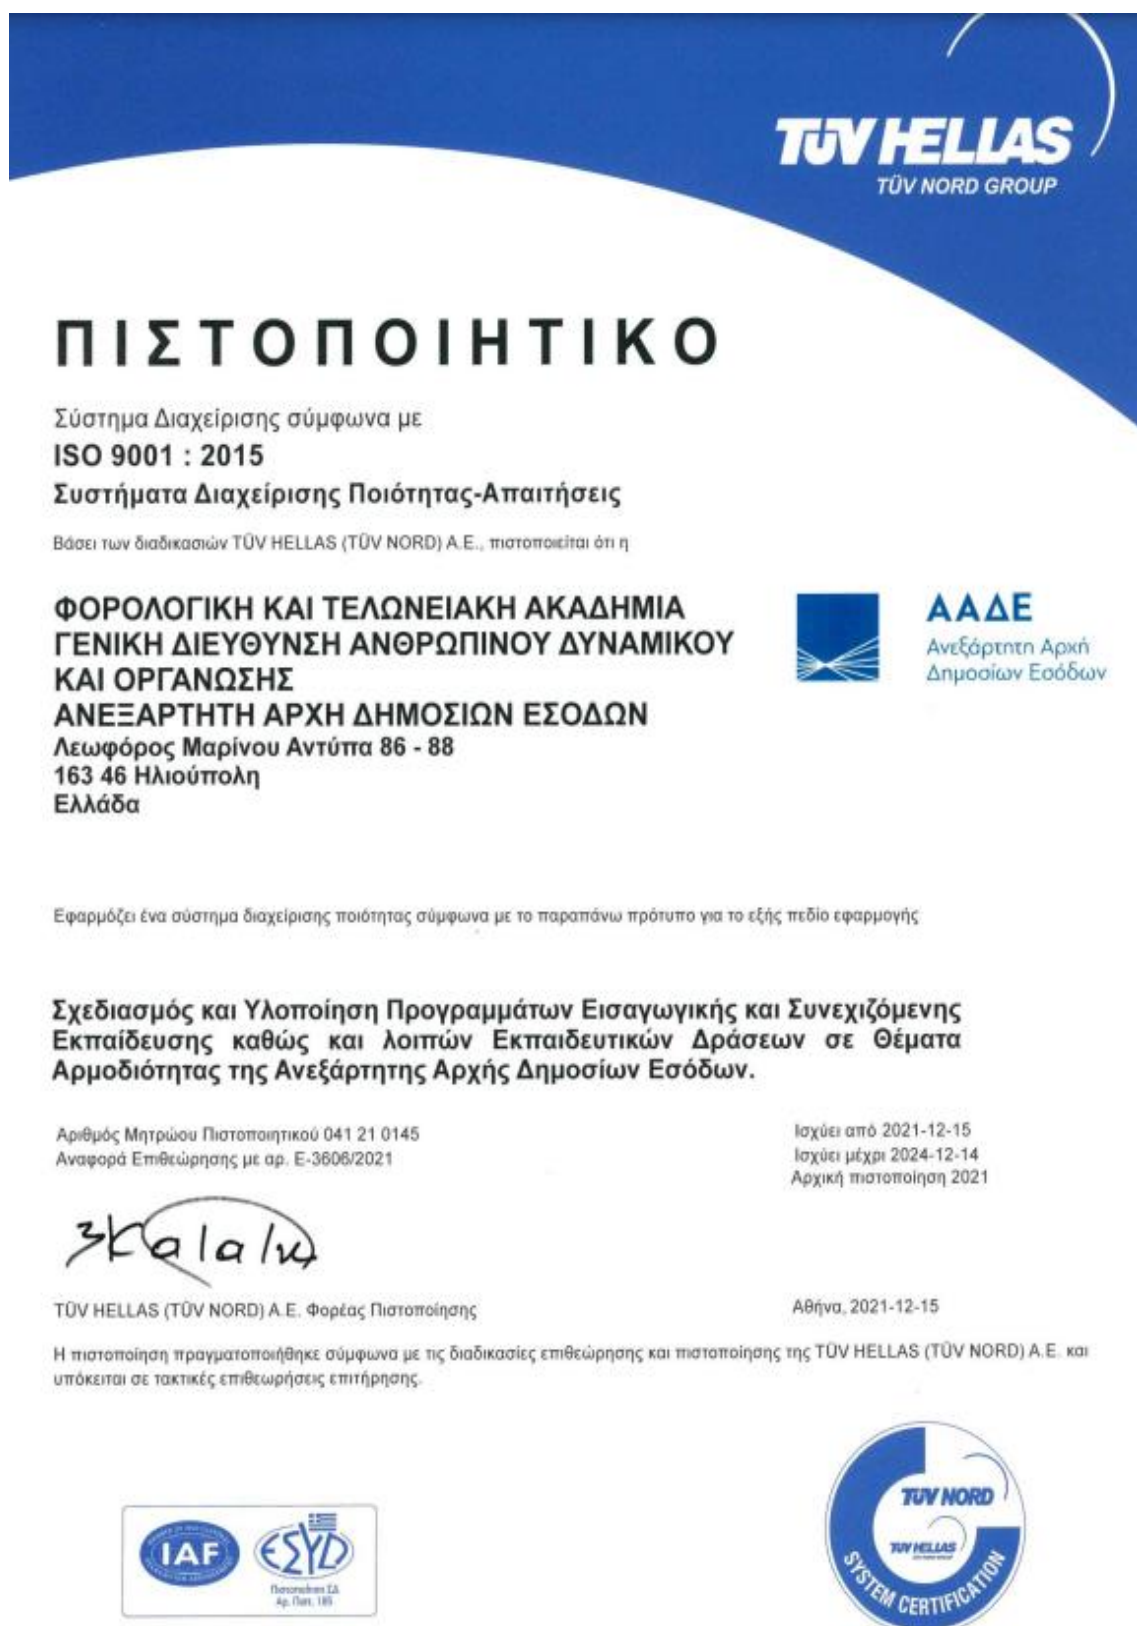 TÜV HELLAS
TÜV NORD GROUP
ΠΙΣΤΟΠΟΙΗΤΙΚΟ
Σύστημα Διαχείρισης σύμφωνα με
ISO 9001 : 2015
Συστήματα Διαχείρισης Ποιότητας-Απαιτήσεις
Βάσει των διαδικασιών TÜV HELLAS (TÜV NORD) A.E., πιστοποιείται ότι η
ΦΟΡΟΛΟΓΙΚΗ ΚΑΙ ΤΕΛΩΝΕΙΑΚΗ ΑΚΑΔΗΜΙΑ
ΓΕΝΙΚΗ ΔΙΕΥΘΥΝΣΗ ΑΝΘΡΩΠΙΝΟΥ ΔΥΝΑΜΙΚΟΥ
ΚΑΙ ΟΡΓΑΝΩΣΗΣ
ΑΝΕΞΑΡΤΗΤΗ ΑΡΧΗ ΔΗΜΟΣΙΩΝ ΕΣΟΔΩΝ
Λεωφόρος Μαρίνου Αντύπα 86 - 88
163 46 Ηλιούπολη
Ελλάδα
ΑΑΔΕ
Ανεξάρτητη Αρχή
Δημοσίων Εσόδων
Εφαρμόζει ένα σύστημα διαχείρισης ποιότητας σύμφωνα με το παραπάνω πρότυπο για το εξής πεδίο εφαρμογής
Σχεδιασμός και Υλοποίηση Προγραμμάτων Εισαγωγικής και Συνεχιζόμενης
Εκπαίδευσης καθώς και λοιπών Εκπαιδευτικών Δράσεων σε Θέματα
Αρμοδιότητας της Ανεξάρτητης Αρχής Δημοσίων Εσόδων.
Αριθμός Μητρώου Πιστοποιητικού 041 21 0145
Αναφορά Επιθεώρησης με αρ. E-3606/2021
Ισχύει από 2021-12-15
Ισχύει μέχρι 2024-12-14
Αρχική πιστοποίηση 2021
TÜV HELLAS (TÜV NORD) A.E. Φορέας Πιστοποίησης
Αθήνα, 2021-12-15
Η πιστοποίηση πραγματοποιήθηκε σύμφωνα με τις διαδικασίες επιθεώρησης και πιστοποίησης της TÜV HELLAS (TÜV NORD) A.E. και
υπόκειται σε τακτικές επιθεωρήσεις επιτήρησης.
IAF
ΕΣΥD
Πιστοποίηση ΣΔ
Αρ. Πιστ. 185
TÜV NORD
TÜV HELLAS
SYSTEM CERTIFICATION